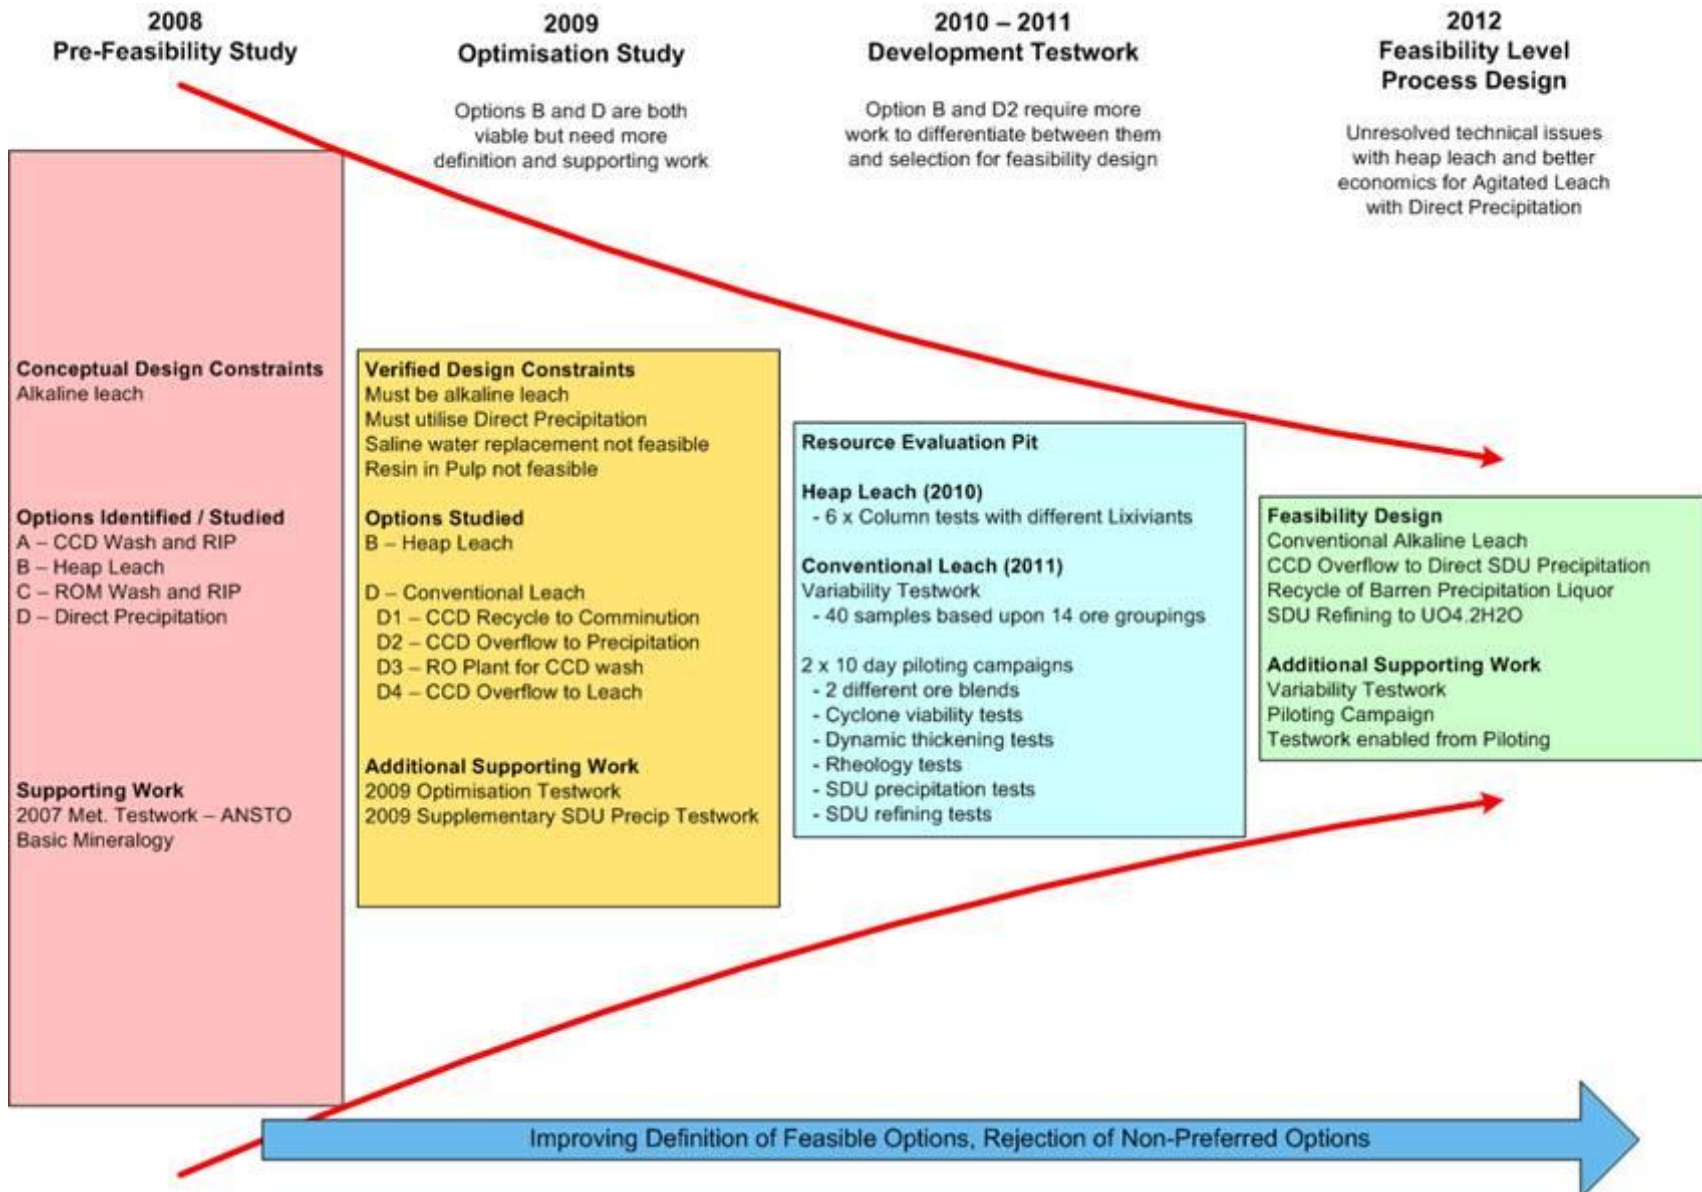 2008
Pre-Feasibility Study
2009
Optimisation Study
Options B and D are both
viable but need more
definition and supporting work
2010 – 2011
Development Testwork
Option B and D2 require more
work to differentiate between them
and selection for feasibility design
2012
Feasibility Level
Process Design
Unresolved technical issues
with heap leach and better
economics for Agitated Leach
with Direct Precipitation
Conceptual Design Constraints
Alkaline leach
Options Identified / Studied
A – CCD Wash and RIP
B – Heap Leach
C – ROM Wash and RIP
D – Direct Precipitation
Supporting Work
2007 Met. Testwork – ANSTO
Basic Mineralogy
Verified Design Constraints
Must be alkaline leach
Must utilise Direct Precipitation
Saline water replacement not feasible
Resin in Pulp not feasible
Options Studied
B – Heap Leach
D – Conventional Leach
D1 – CCD Recycle to Comminution
D2 – CCD Overflow to Precipitation
D3 – RO Plant for CCD wash
D4 – CCD Overflow to Leach
Additional Supporting Work
2009 Optimisation Testwork
2009 Supplementary SDU Precip Testwork
Resource Evaluation Pit
Heap Leach (2010)
- 6 x Column tests with different Lixiviants
Conventional Leach (2011)
Variability Testwork
- 40 samples based upon 14 ore groupings
2 x 10 day piloting campaigns
- 2 different ore blends
- Cyclone viability tests
- Dynamic thickening tests
- Rheology tests
- SDU precipitation tests
- SDU refining tests
Feasibility Design
Conventional Alkaline Leach
CCD Overflow to Direct SDU Precipitation
Recycle of Barren Precipitation Liquor
SDU Refining to UO4.2H2O
Additional Supporting Work
Variability Testwork
Piloting Campaign
Testwork enabled from Piloting
Improving Definition of Feasible Options, Rejection of Non-Preferred Options